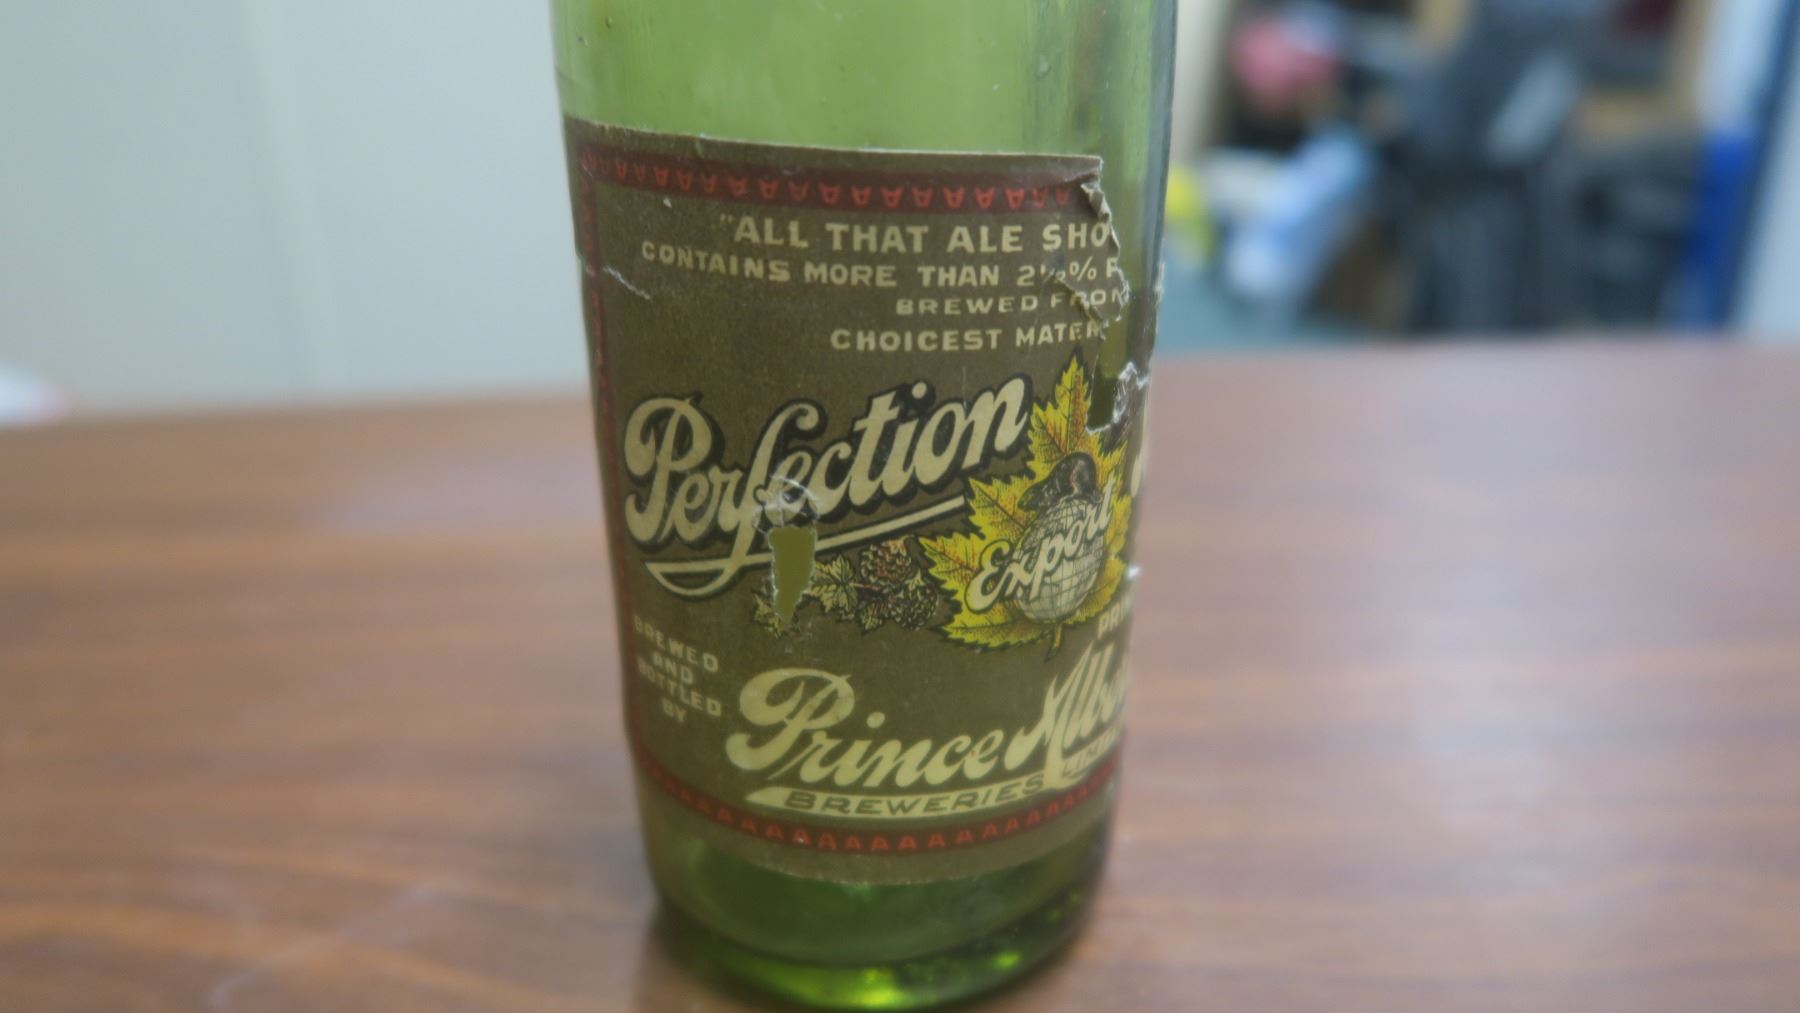 "ALL THAT ALE SHO
CONTAINS MORE THAN 2½%
BREWED FROM
CHOICEST MATER
Perfection
Export
BREWED
AND
BOTTLED
BY
Prince Albe
BREWERIES